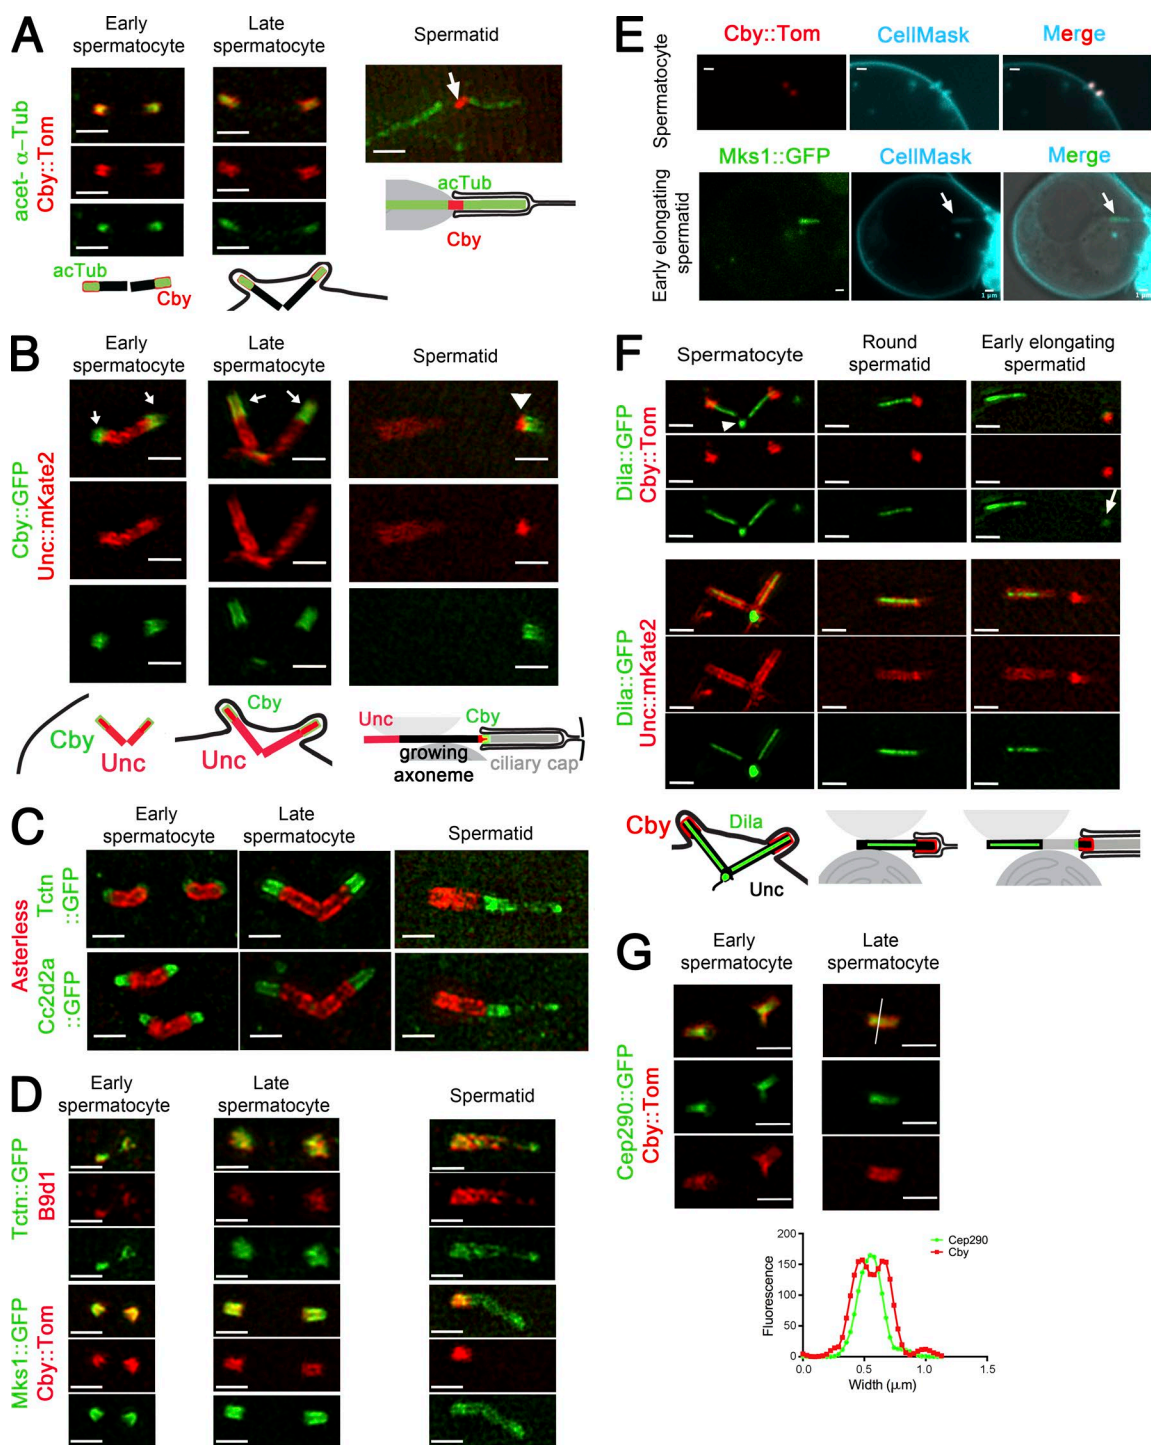 A
Early
spermatocyte
Late
spermatocyte
Spermatid
acet- α-Tub
Cby::Tom
acTub
Cby
acTub
Cby
B
Early
spermatocyte
Late
spermatocyte
Spermatid
Cby::GFP
Unc::mKate2
Cby
Unc
Cby
Unc
Unc
Cby
growing
axoneme
ciliary cap
C
Early
spermatocyte
Late
spermatocyte
Spermatid
Asterless
Tctn
::GFP
Cc2d2a
::GFP
D
Early
spermatocyte
Late
spermatocyte
Spermatid
Tctn::GFP
B9d1
Mks1::GFP
Cby::Tom
E
Cby::Tom
CellMask
Merge
Spermatocyte
Mks1::GFP
CellMask
Merge
Early elongating
spermatid
1 µm
1 µm
F
Spermatocyte
Round
spermatid
Early elongating
spermatid
Dila::GFP
Cby::Tom
Dila::GFP
Unc::mKate2
Cby
Dila
Unc
G
Early
spermatocyte
Late
spermatocyte
Cep290::GFP
Cby::Tom
Fluorescence
200
150
100
50
0
Cep290
Cby
0.0
0.5
1.0
1.5
Width (µm)